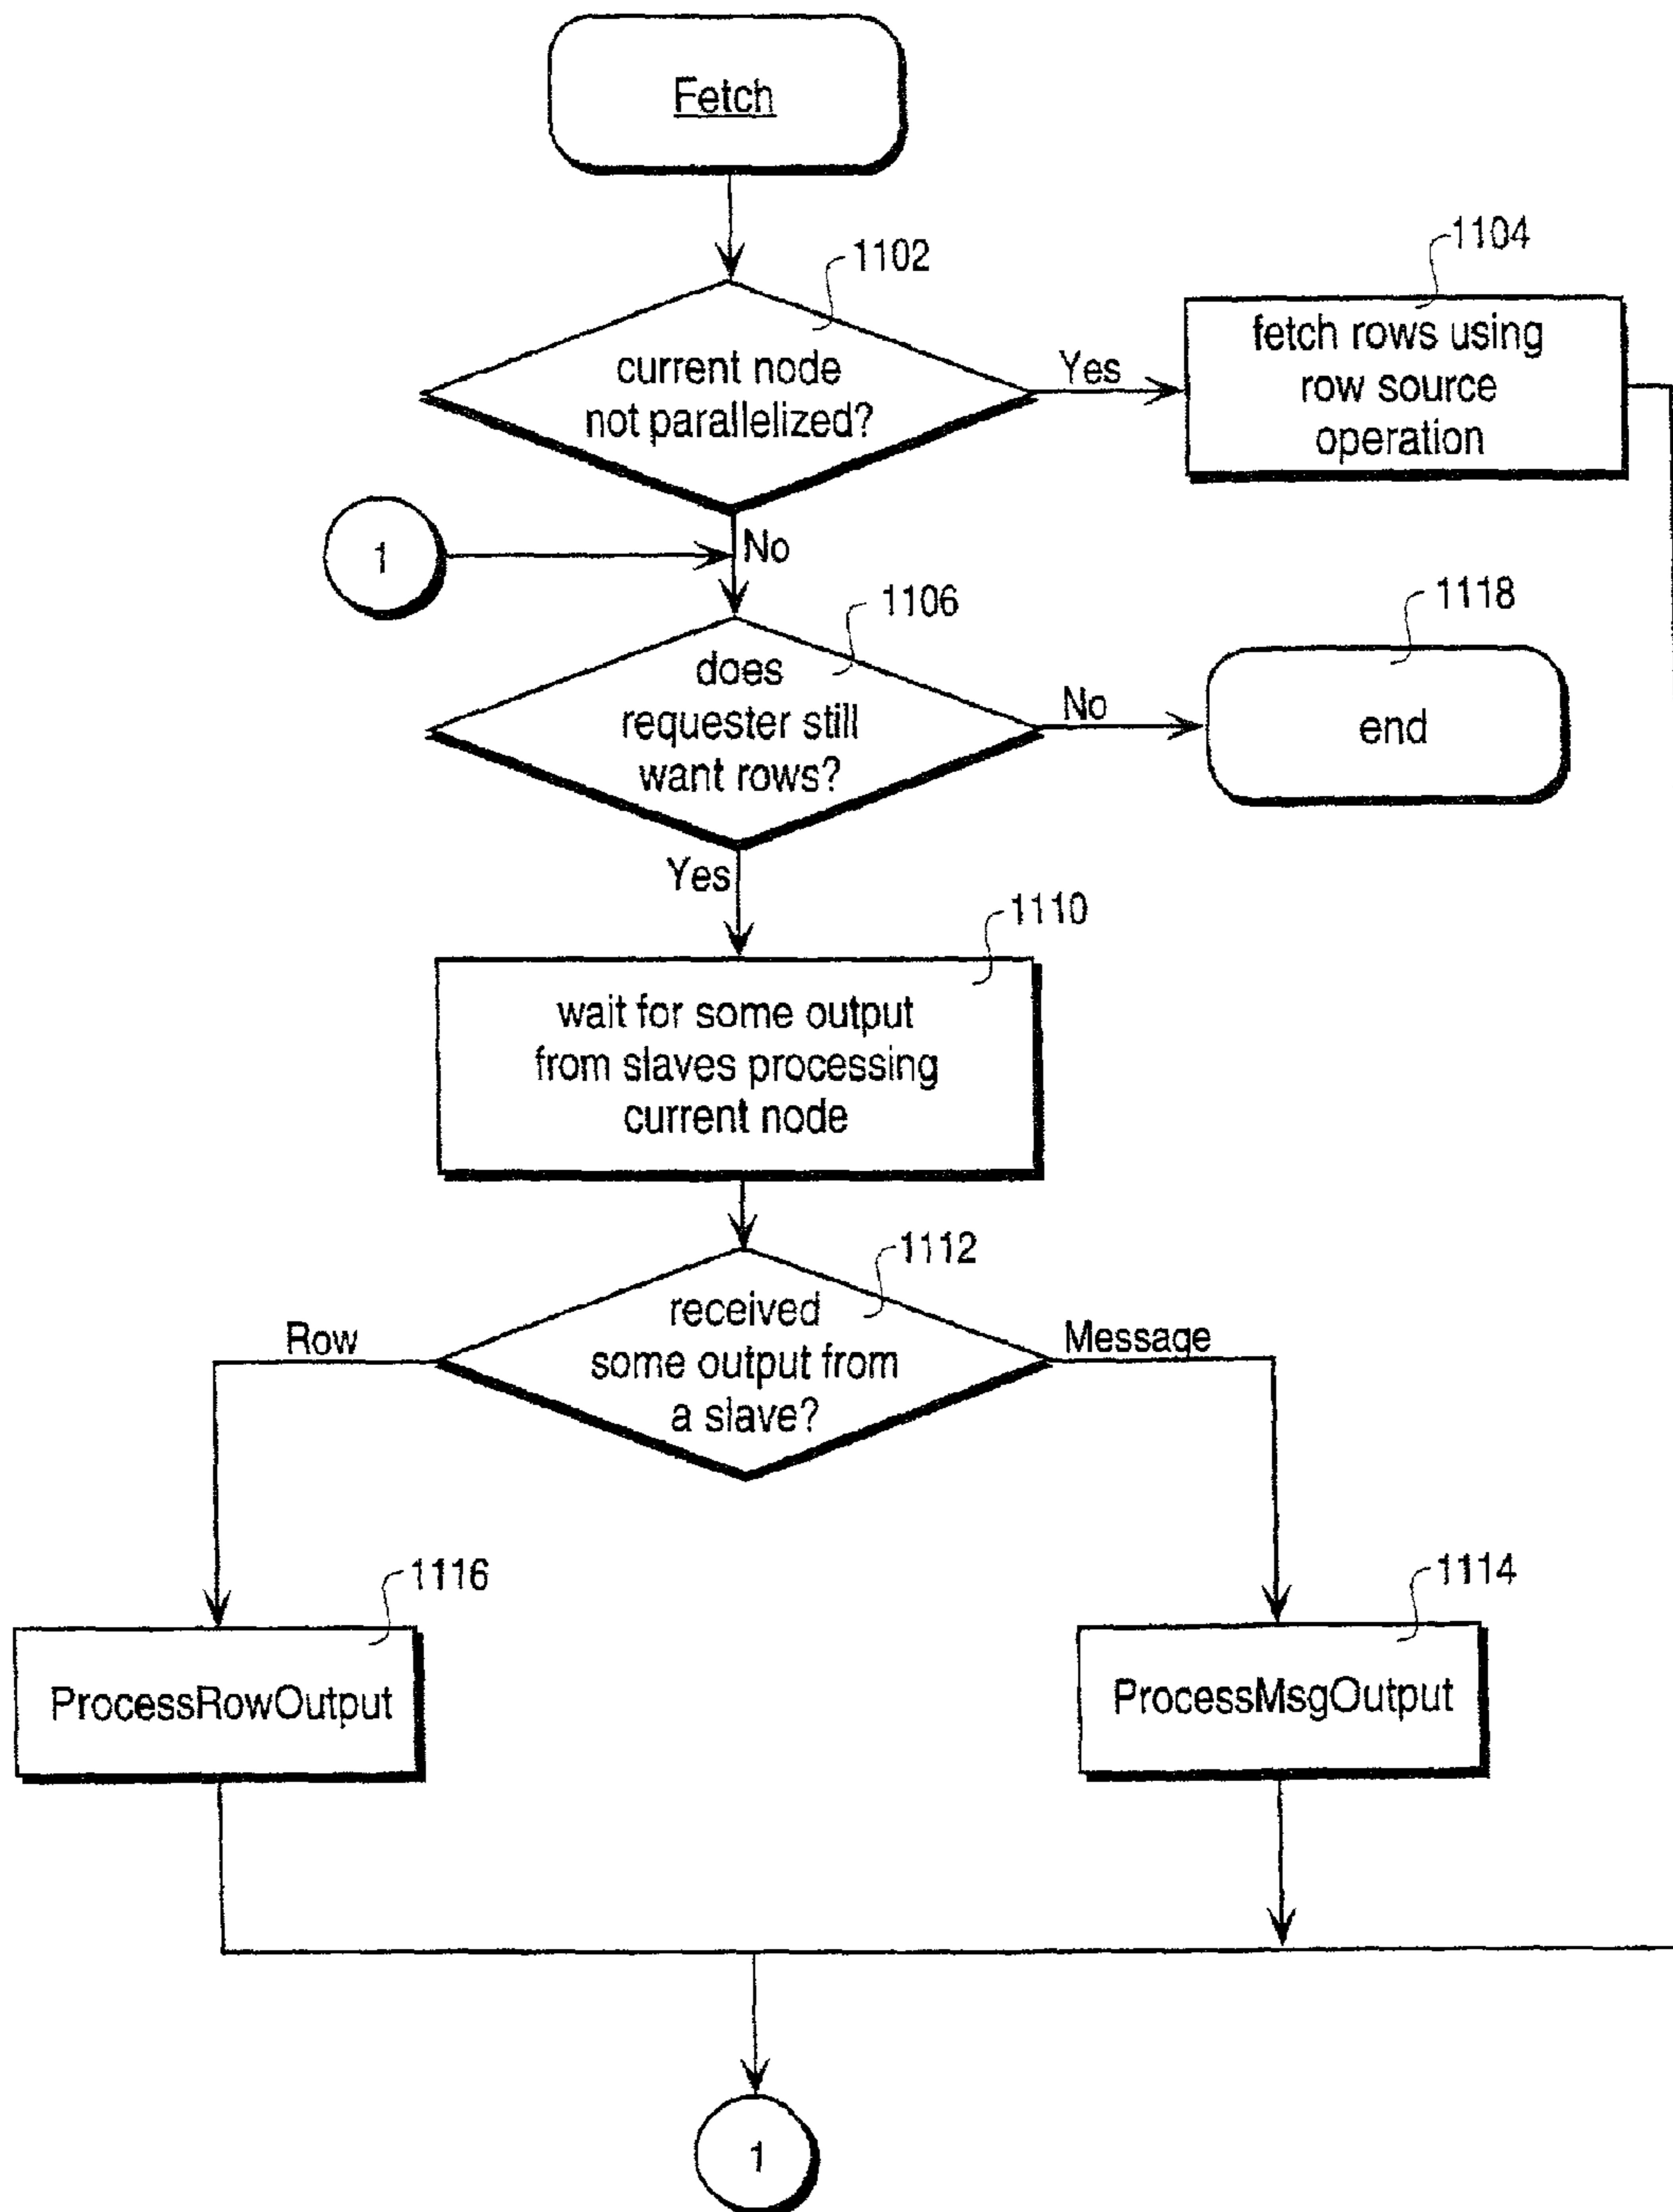 Fetch
1102
current node
not parallelized?
Yes
1104
fetch rows using
row source
operation
1
No
1106
does
requester still
want rows?
No
1118
end
Yes
1110
wait for some output
from slaves processing
current node
1112
received
some output from
a slave?
Row
Message
1116
ProcessRowOutput
1114
ProcessMsgOutput
1